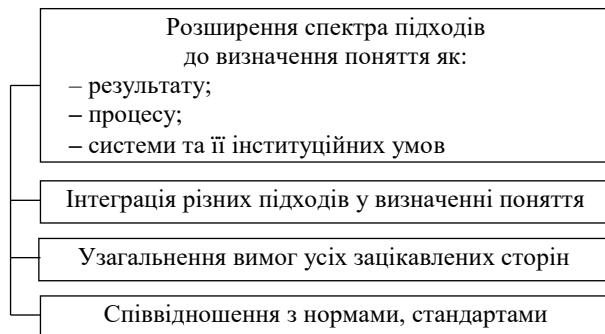 Розширення спектра підходів
до визначення поняття як:
– результату;
– процесу;
– системи та її інституційних умов
Інтеграція різних підходів у визначенні поняття
Узагальнення вимог усіх зацікавлених сторін
Співвідношення з нормами, стандартами